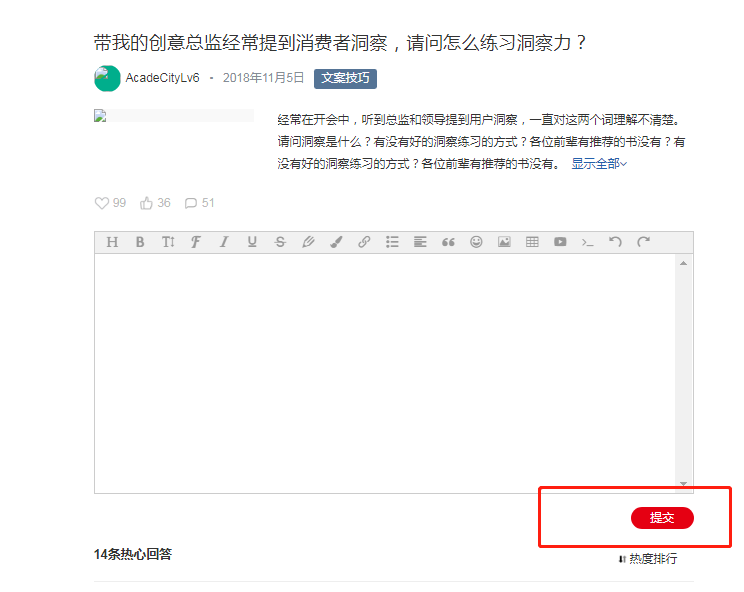 带我的创意总监经常提到消费者洞察，请问怎么练习洞察力？
AcadeCityLv6 - 2018年11月5日 文案技巧
经常在开会中，听到总监和领导提到用户洞察，一直对这两个词理解不清楚。
请问洞察是什么？有没有好的洞察练习的方式？各位前辈有推荐的书没有？有
没有好的洞察练习的方式？各位前辈有推荐的书没有。 显示全部
99 36 51
H B T F I U S
提交
14条热心回答
热度排行